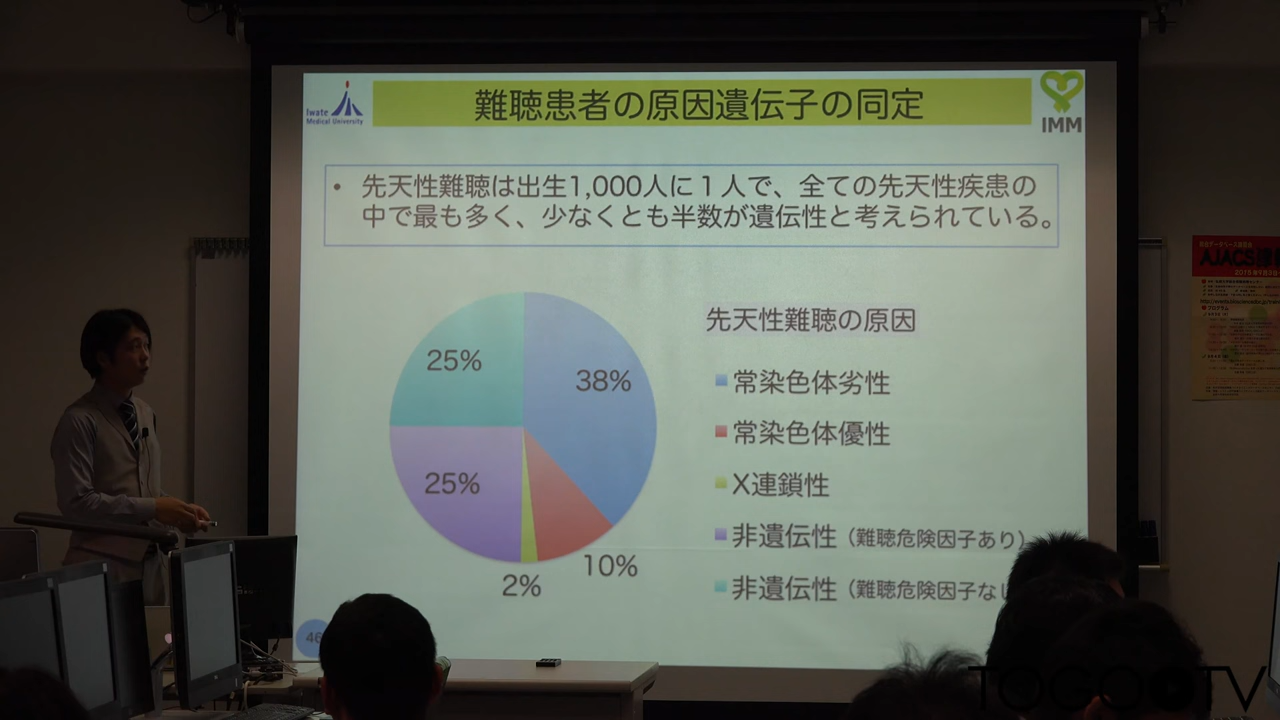 Iwate
Medical University
難聴患者の原因遺伝子の同定
IMM
• 先天性難聴は出生1,000人に1人で、全ての先天性疾患の
中で最も多く、少なくとも半数が遺伝性と考えられている。
先天性難聴の原因
25%
38%
25%
10%
2%
常染色体劣性
常染色体優性
X連鎖性
非遺伝性（難聴危険因子あり）
非遺伝性（難聴危険因子な
46
AJACS
プログラム
TOGOTV